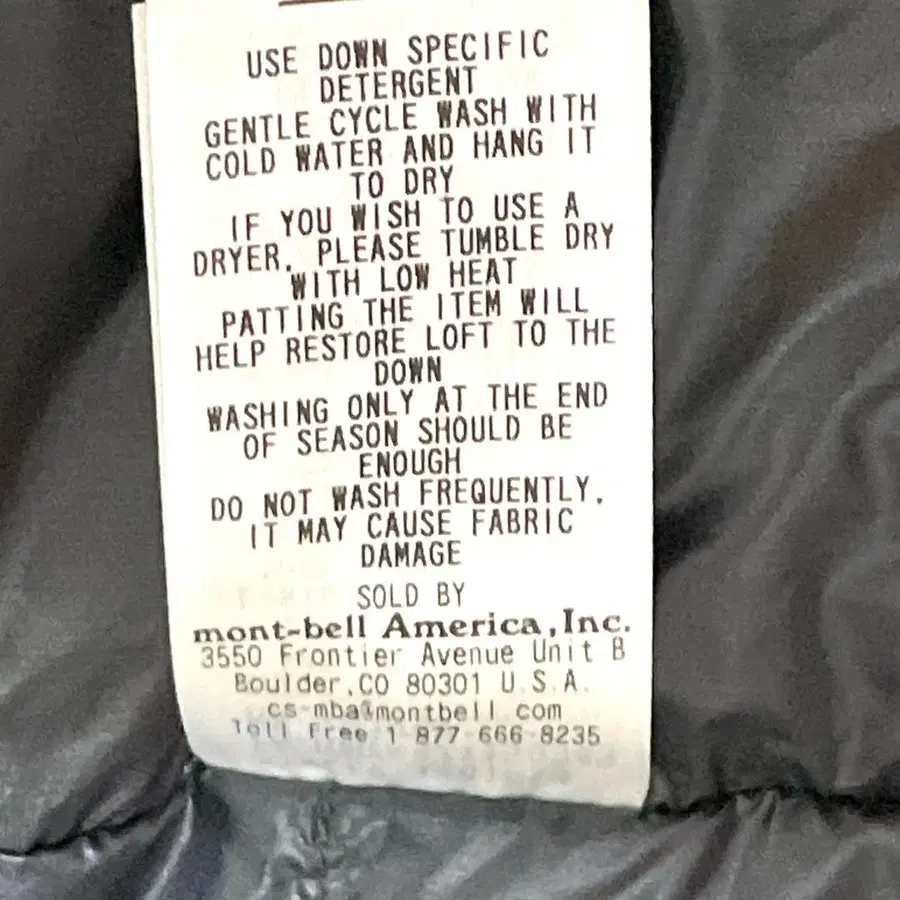 USE DOWN SPECIFIC
DETERGENT
GENTLE CYCLE WASH WITH
COLD WATER AND HANG IT
TO DRY
IF YOU WISH TO USE A
DRYER, PLEASE TUMBLE DRY
WITH LOW HEAT
PATTING THE ITEM WILL
HELP RESTORE LOFT TO THE
DOWN
WASHING ONLY AT THE END
OF SEASON SHOULD BE
ENOUGH
DO NOT WASH FREQUENTLY,
IT MAY CAUSE FABRIC
DAMAGE
SOLD BY
mont-bell America,Inc.
3550 Frontier Avenue Unit B
Boulder,CO 80301 U.S.A.
cs-mba@montbell.com
Toll Free 1-877-666-8235